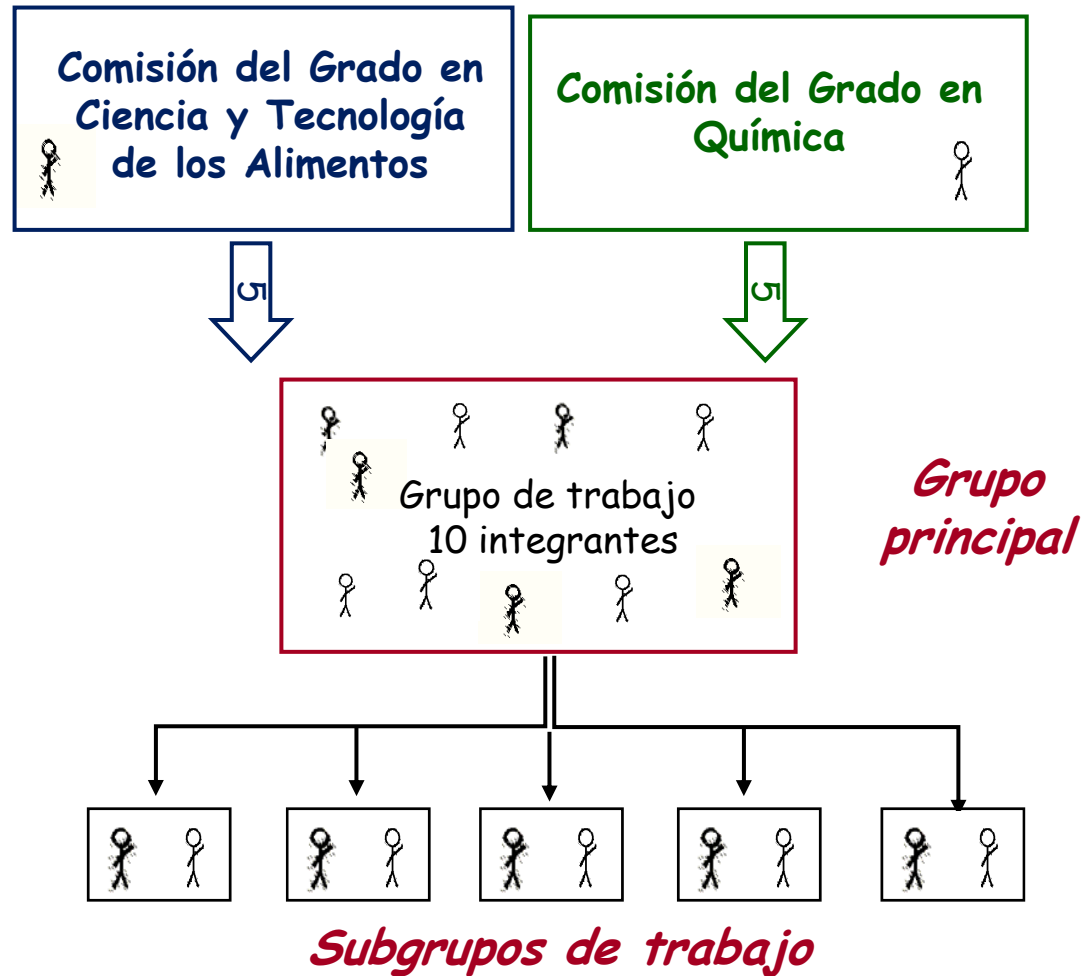 Comisión del Grado en
Ciencia y Tecnología
de los Alimentos
Comisión del Grado en
Química
5
5
Grupo de trabajo
10 integrantes
Grupo
principal
Subgrupos de trabajo